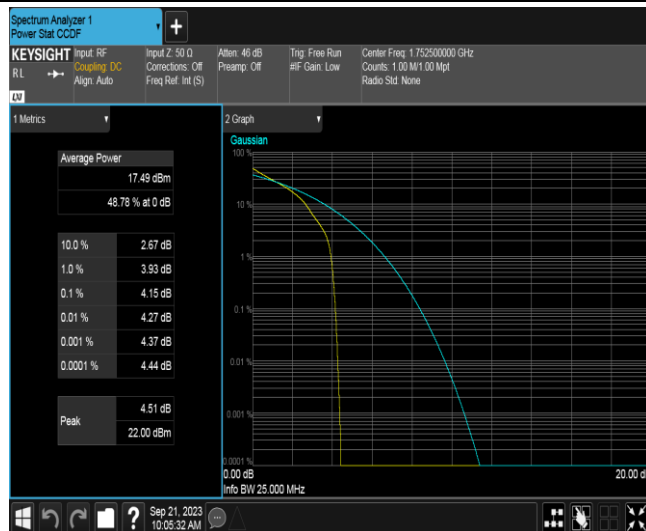 Spectrum Analyzer 1
Power Stat CCDF
+
KEYSIGHT
Input: RF
Input Z: 50 Ω
Atten: 46 dB
Trig: Free Run
Center Freq: 1.752500000 GHz
RL
Coupling: DC
Corrections: Off
Preamp: Off
#IF Gain: Low
Counts: 1.00 M/1.00 Mpt
Align: Auto
Freq Ref: Int (S)
Radio Std: None
LXI
1 Metrics
2 Graph
Gaussian
Average Power
17.49 dBm
48.78 % at 0 dB
10.0 % 2.67 dB
1.0 % 3.93 dB
0.1 % 4.15 dB
0.01 % 4.27 dB
0.001 % 4.37 dB
0.0001 % 4.44 dB
Peak
4.51 dB
22.00 dBm
100 %
10 %
1 %
0.1 %
0.01 %
0.001 %
0.0001 %
0.00 dB
20.00 d
Info BW 25.000 MHz
?
Sep 21, 2023
10:05:32 AM